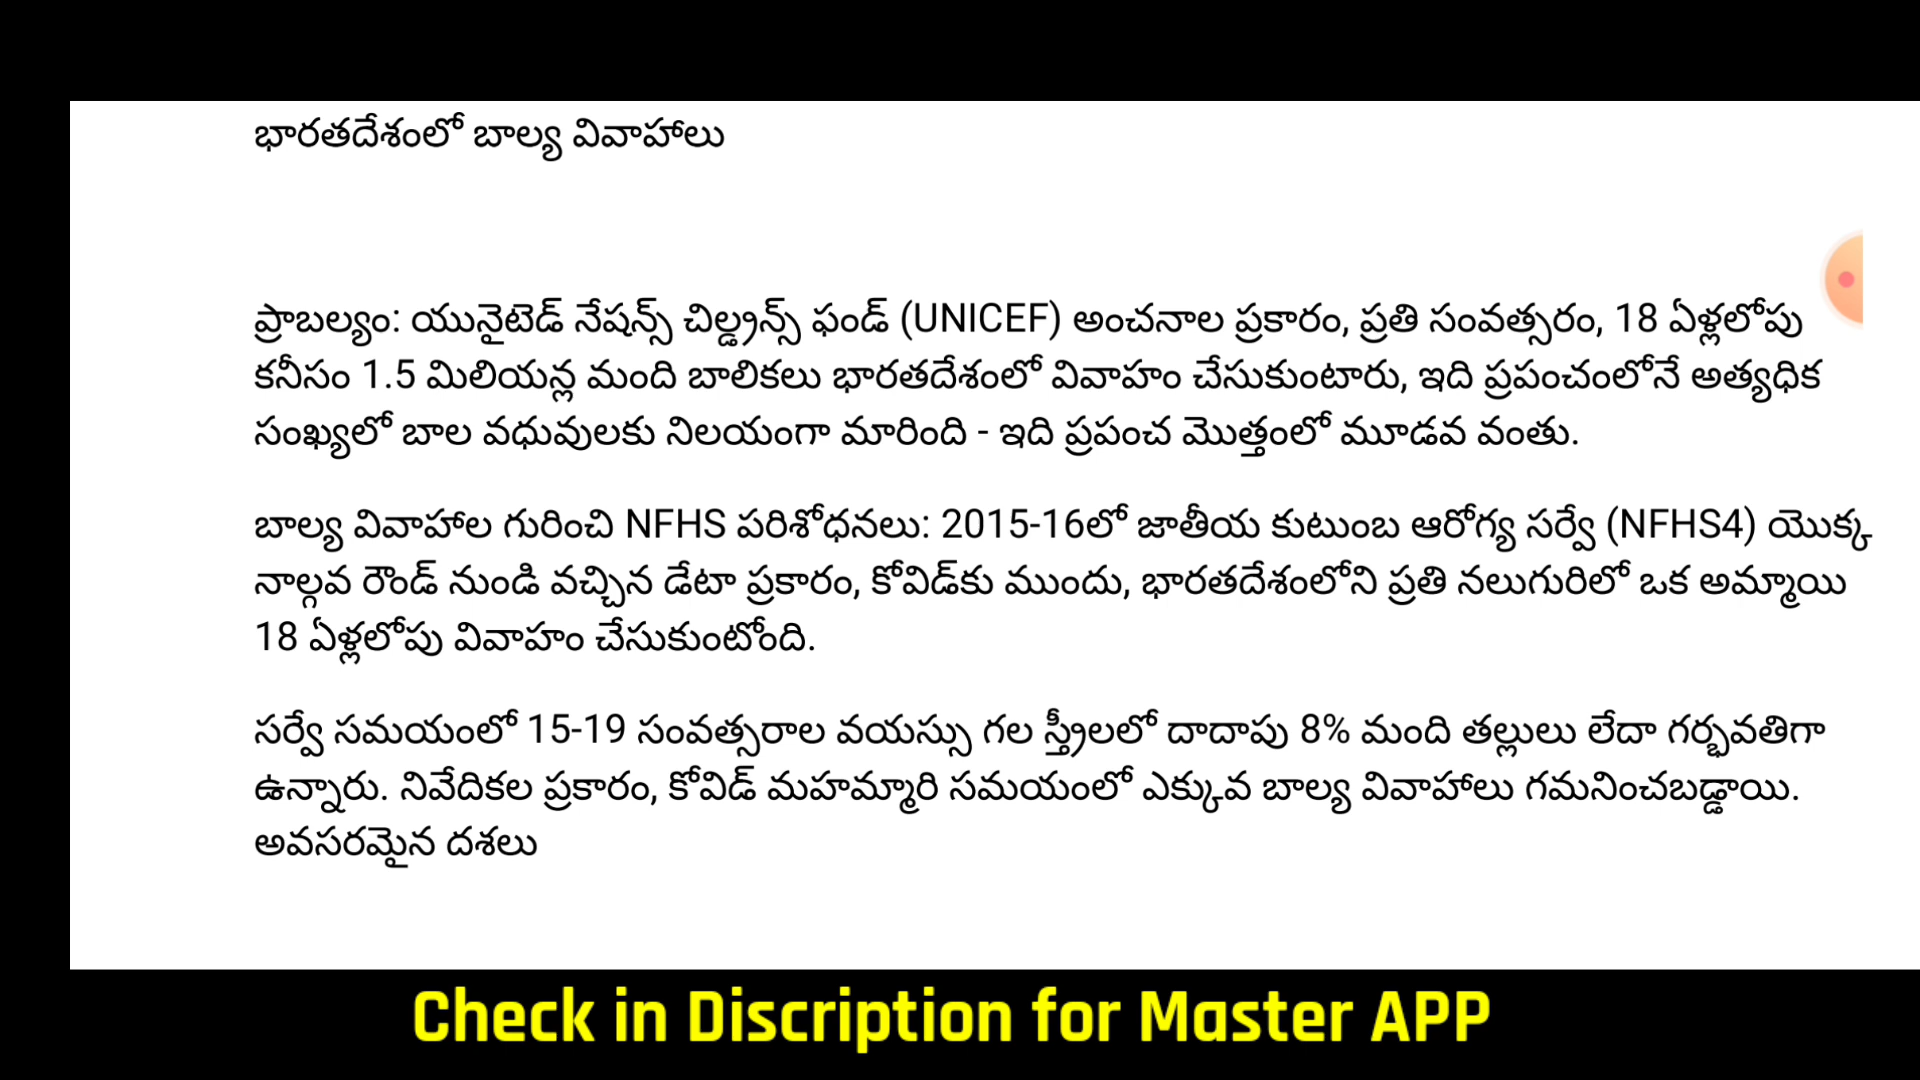 భారతదేశంలో బాల్య వివాహాలు
ప్రాబల్యం: యునైటెడ్ నేషన్స్ చిల్డ్రన్స్ ఫండ్ (UNICEF) అంచనాల ప్రకారం, ప్రతి సంవత్సరం, 18 ఏళ్లలోపు
కనీసం 1.5 మిలియన్ల మంది బాలికలు భారతదేశంలో వివాహం చేసుకుంటారు, ఇది ప్రపంచంలోనే అత్యధిక
సంఖ్యలో బాల వధువులకు నిలయంగా మారింది - ఇది ప్రపంచ మొత్తంలో మూడవ వంతు.
బాల్య వివాహాల గురించి NFHS పరిశోధనలు: 2015-16లో జాతీయ కుటుంబ ఆరోగ్య సర్వే (NFHS4) యొక్క
నాల్గవ రౌండ్ నుండి వచ్చిన డేటా ప్రకారం, కోవిడ్‌కు ముందు, భారతదేశంలోని ప్రతి నలుగురిలో ఒక అమ్మాయి
18 ఏళ్లలోపు వివాహం చేసుకుంటోంది.
సర్వే సమయంలో 15-19 సంవత్సరాల వయస్సు గల స్త్రీలలో దాదాపు 8% మంది తల్లులు లేదా గర్భవతిగా
ఉన్నారు. నివేదికల ప్రకారం, కోవిడ్ మహమ్మారి సమయంలో ఎక్కువ బాల్య వివాహాలు గమనించబడ్డాయి.
అవసరమైన దశలు
Check in Discription for Master APP